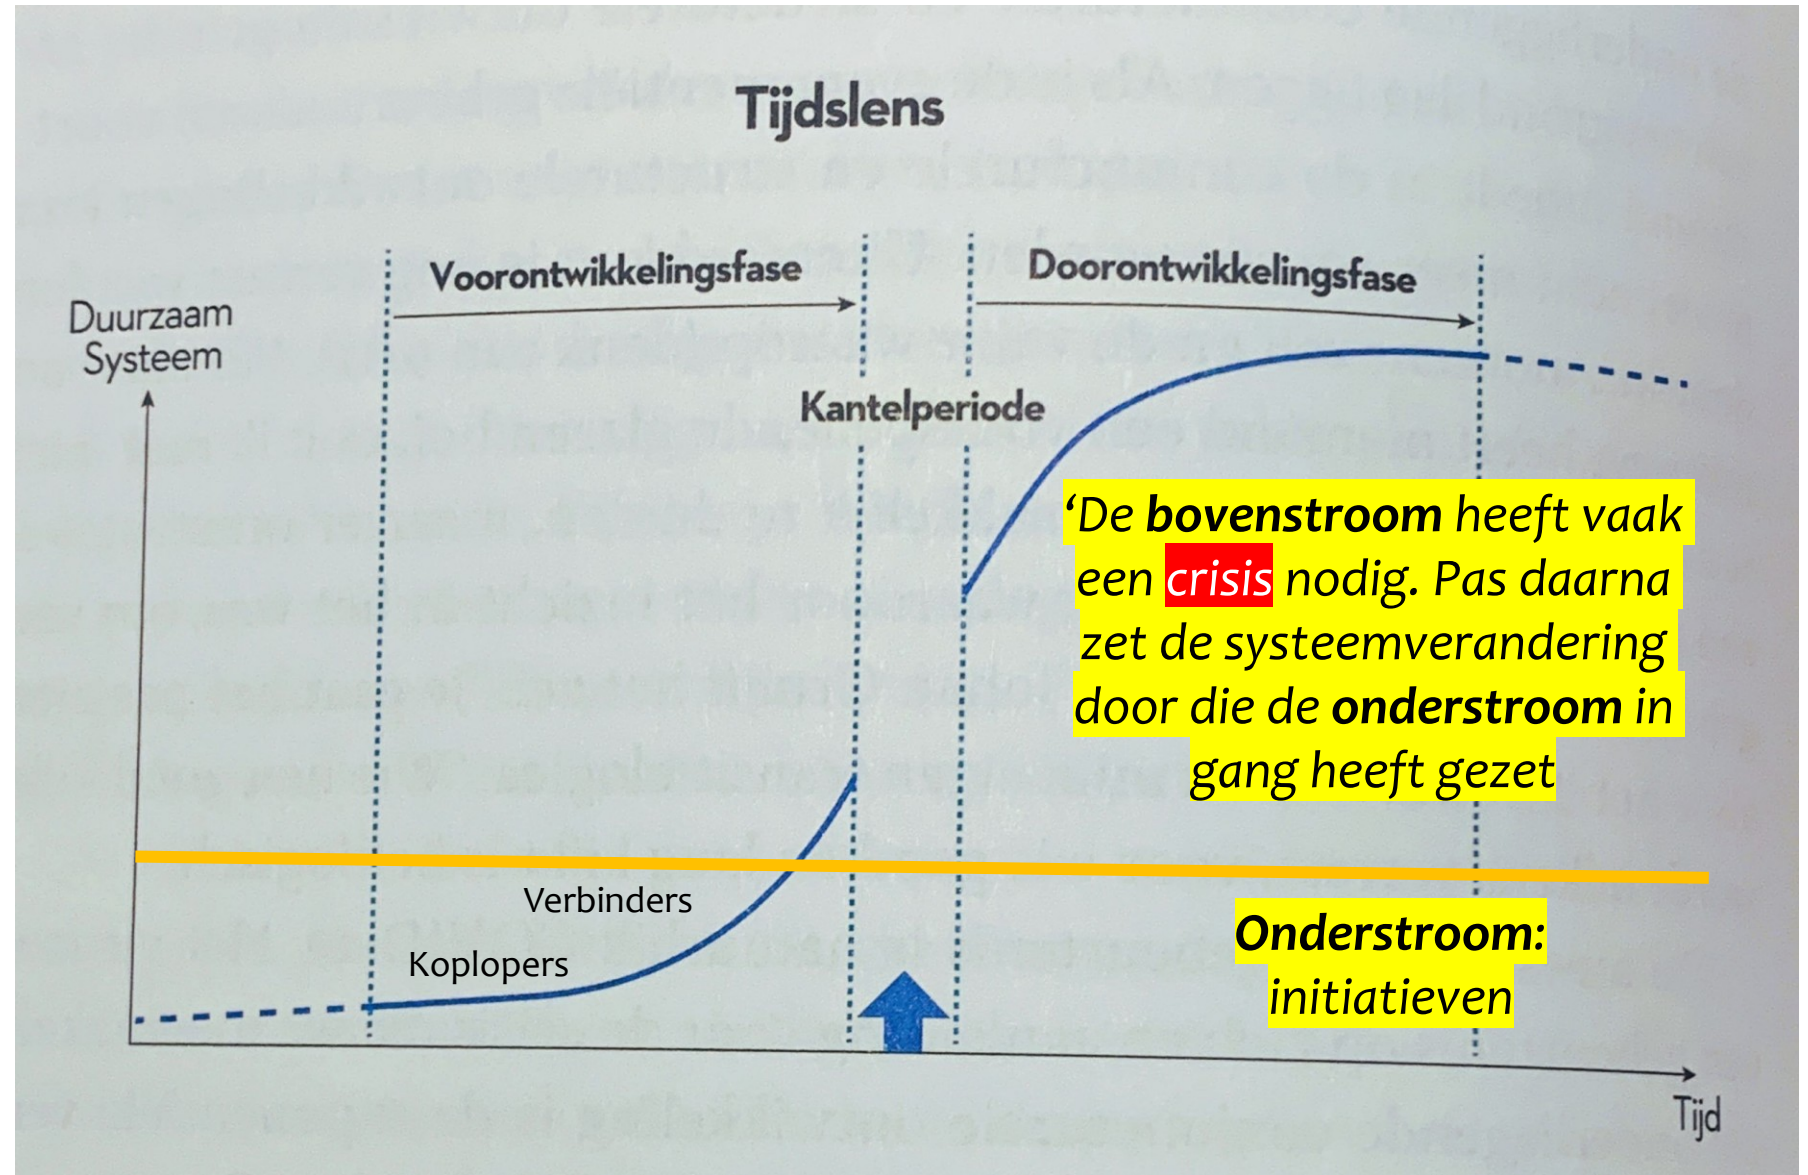 Tijdslens
Voorontwikkelingsfase
Doorontwikkelingsfase
Duurzaam
Systeem
Kantelperiode
‘De bovenstroom heeft vaak
een crisis nodig. Pas daarna
zet de systeemverandering
door die de onderstroom in
gang heeft gezet
Verbinders
Koplopers
Onderstroom:
initiatieven
Tijd